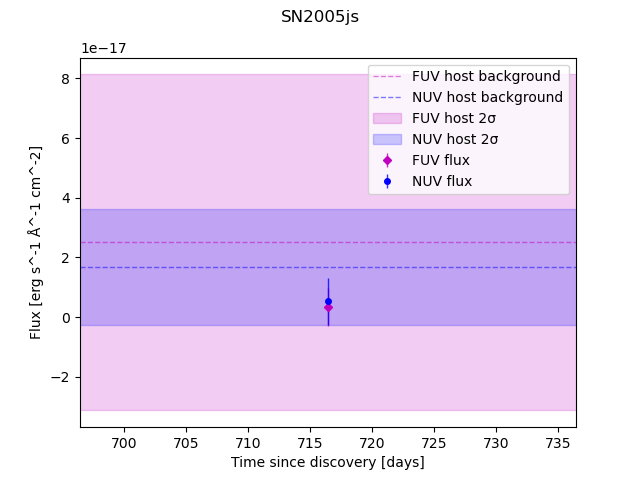 SN2005js
1e−17
FUV host background
NUV host background
FUV host 2σ
NUV host 2σ
FUV flux
NUV flux
8
6
4
2
0
−2
Flux [erg s^-1 Å^-1 cm^-2]
700 705 710 715 720 725 730 735
Time since discovery [days]